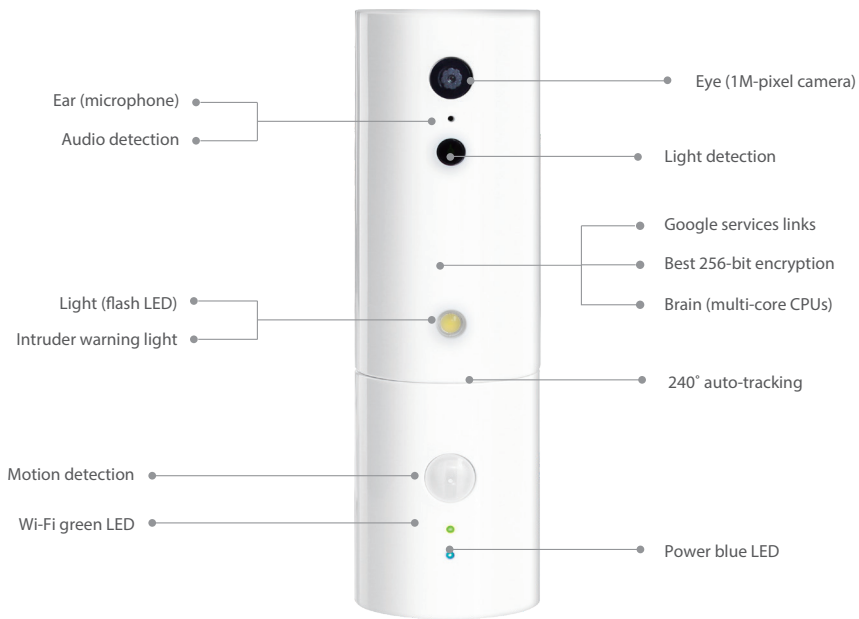 Ear (microphone)
Audio detection
Light (flash LED)
Intruder warning light
Motion detection
Wi-Fi green LED
Eye (1M-pixel camera)
Light detection
Google services links
Best 256-bit encryption
Brain (multi-core CPUs)
240˚ auto-tracking
Power blue LED